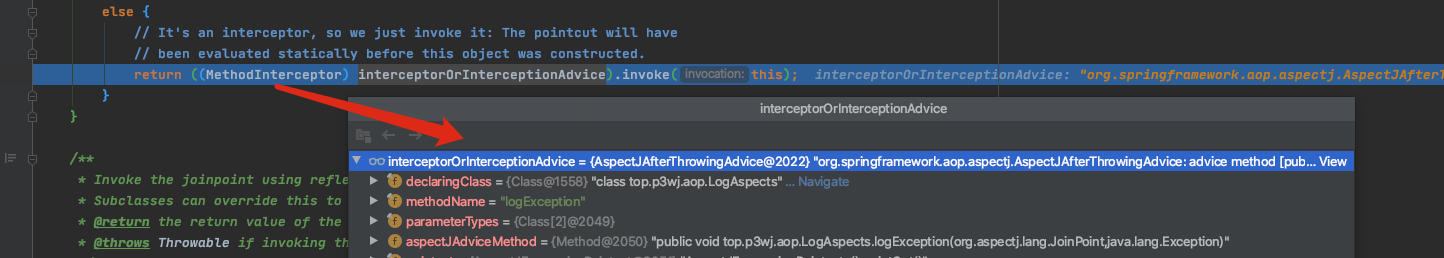 else {
// It's an interceptor, so we just invoke it: The pointcut will have
// been evaluated statically before this object was constructed.
return ((MethodInterceptor) interceptorOrInterceptionAdvice).invoke( invocation: this); interceptorOrInterceptionAdvice: "org.springframework.aop.aspectj.AspectJAfterT
}
}
interceptorOrInterceptionAdvice
interceptorOrInterceptionAdvice = {AspectJAfterThrowingAdvice@2022} "org.springframework.aop.aspectj.AspectJAfterThrowingAdvice: advice method [pub... View
/**
* Invoke the joinpoint using refle
* Subclasses can override this to
* @return the return value of the
* @throws Throwable if invoking th
declaringClass = {Class@1558} "class top.p3wj.aop.LogAspects" ... Navigate
methodName = "logException"
parameterTypes = {Class[2]@2049}
aspectJAdviceMethod = {Method@2050} "public void top.p3wj.aop.LogAspects.logException(org.aspectj.lang.JoinPoint,java.lang.Exception)"